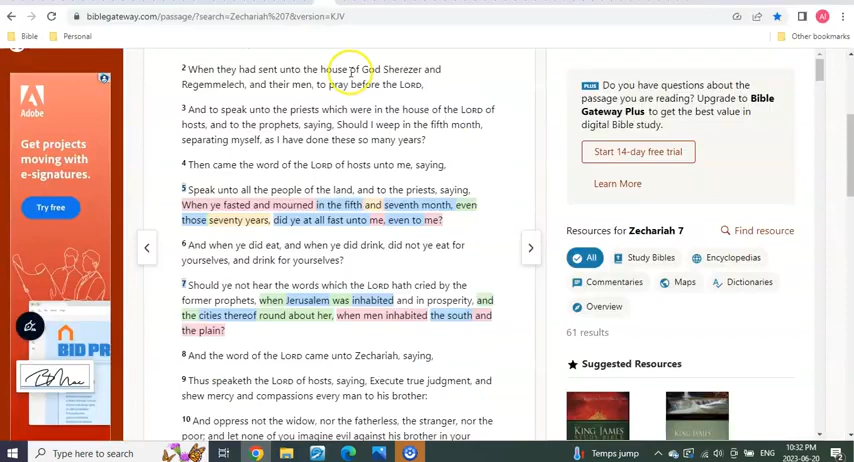 biblegateway.com/passage/?search=Zechariah%207&version=KJV
AI
Bible
Personal
Other bookmarks
2 When they had sent unto the house of God Sherezer and
Regemmelech, and their men, to pray before the LORD,
3 And to speak unto the priests which were in the house of the LORD of
hosts, and to the prophets, saying, Should I weep in the fifth month,
separating myself, as I have done these so many years?
4 Then came the word of the LORD of hosts unto me, saying,
5 Speak unto all the people of the land, and to the priests, saying,
When ye fasted and mourned in the fifth and seventh month, even
those seventy years, did ye at all fast unto me, even to me?
6 And when ye did eat, and when ye did drink, did not ye eat for
yourselves, and drink for yourselves?
7 Should ye not hear the words which the LORD hath cried by the
former prophets, when Jerusalem was inhabited and in prosperity, and
the cities thereof round about her, when men inhabited the south and
the plain?
8 And the word of the LORD came unto Zechariah, saying,
9 Thus speaketh the LORD of hosts, saying, Execute true judgment, and
shew mercy and compassions every man to his brother:
10 And oppress not the widow, nor the fatherless, the stranger, nor the
poor; and let none of you imagine evil against his brother in your
Adobe
Get projects
moving with
e-signatures.
Try free
BID PR
PLUS Do you have questions about the
passage you are reading? Upgrade to Bible
Gateway Plus to get the best value in
digital Bible study.
Start 14-day free trial
Learn More
Resources for Zechariah 7
Find resource
All
Study Bibles
Encyclopedias
Commentaries
Maps
Dictionaries
Overview
61 results
Suggested Resources
KING JAMES
KING JAMES
Type here to search
Temps jump
ENG
10:32 PM
2023-06-20
2